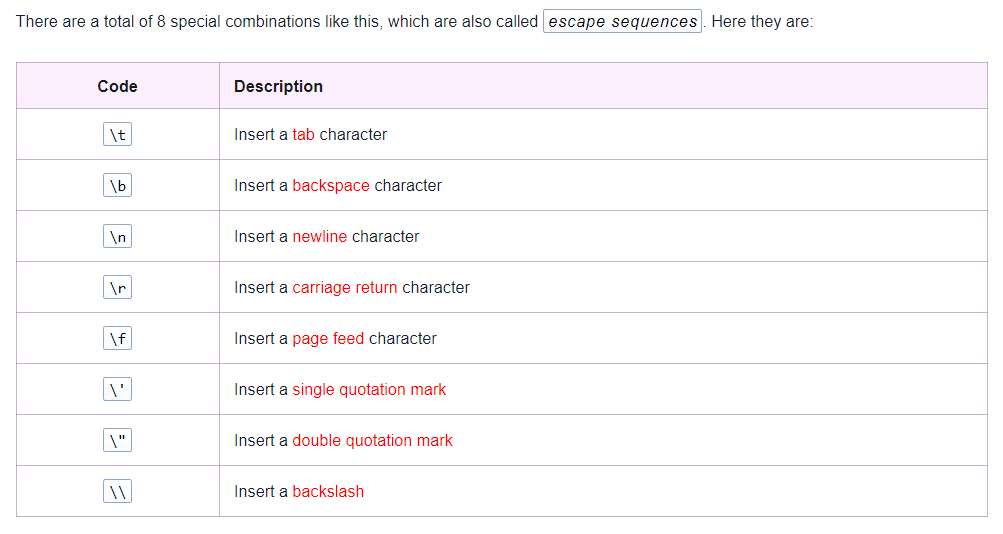 There are a total of 8 special combinations like this, which are also called escape sequences. Here they are:
Code Description
\t Insert a tab character
\b Insert a backspace character
\n Insert a newline character
\r Insert a carriage return character
\f Insert a page feed character
\' Insert a single quotation mark
\" Insert a double quotation mark
\\ Insert a backslash